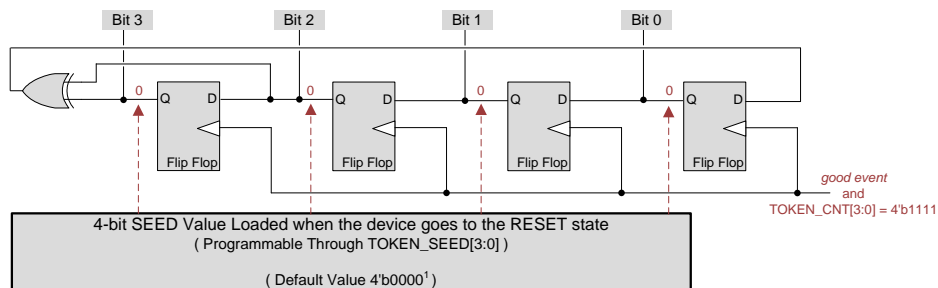 Bit 3 Bit 2 Bit 1 Bit 0
0 0 0 0
Q D Q D Q D Q D
Flip Flop Flip Flop Flip Flop Flip Flop
good event
and
TOKEN_CNT[3:0] = 4'b1111
4-bit SEED Value Loaded when the device goes to the RESET state
( Programmable Through TOKEN_SEED[3:0] )
( Default Value 4'b0000¹ )